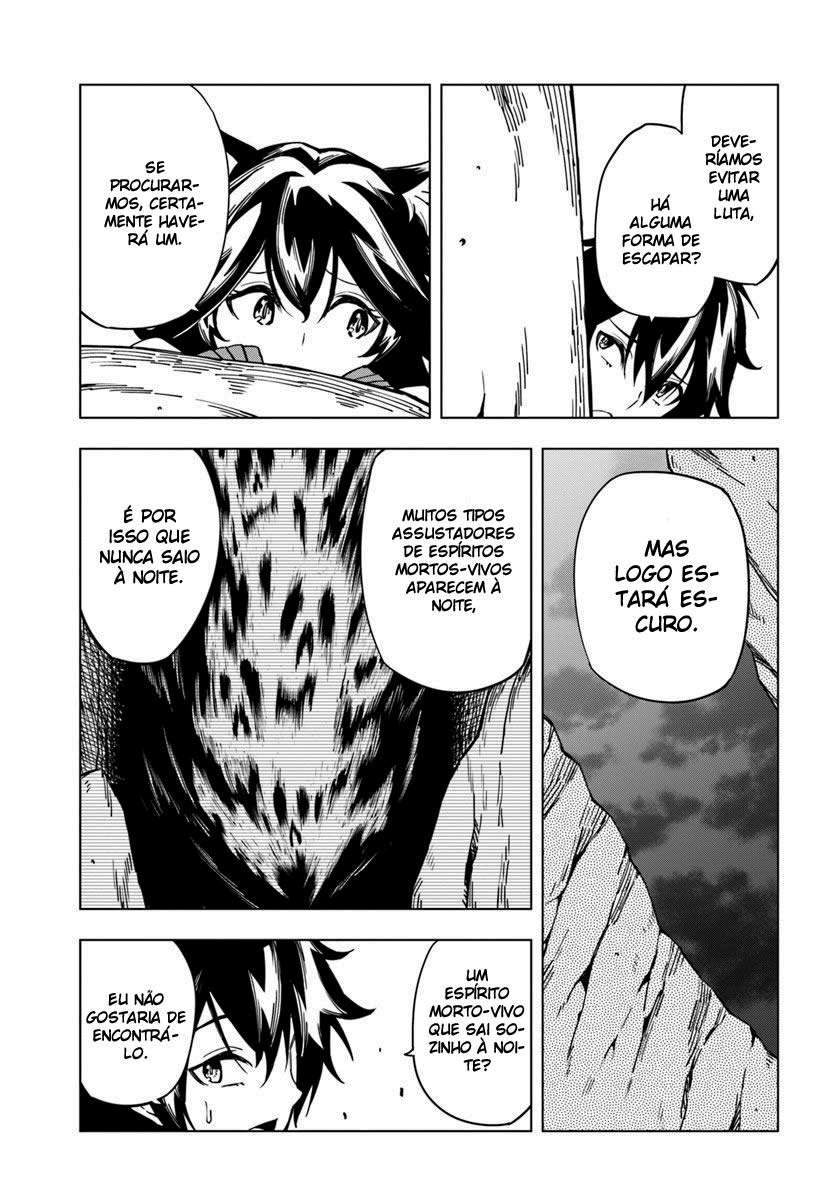 DEVE-
RÍAMOS
EVITAR
UMA
LUTA,
HÁ
ALGUMA
FORMA DE
ESCAPAR?
SE
PROCURAR-
MOS, CERTA-
MENTE HAVE-
RÁ UM.
MAS
LOGO ES-
TARÁ ES-
CURO.
MUITOS TIPOS
ASSUSTADORES
DE ESPÍRITOS
MORTOS-VIVOS
APARECEM À
NOITE,
É POR
ISSO QUE
NUNCA SAIO
À NOITE.
UM
ESPÍRITO
MORTO-VIVO
QUE SAI SO-
ZINHO À NOI-
TE?
EU NÃO
GOSTARIA DE
ENCONTRÁ-
LO.